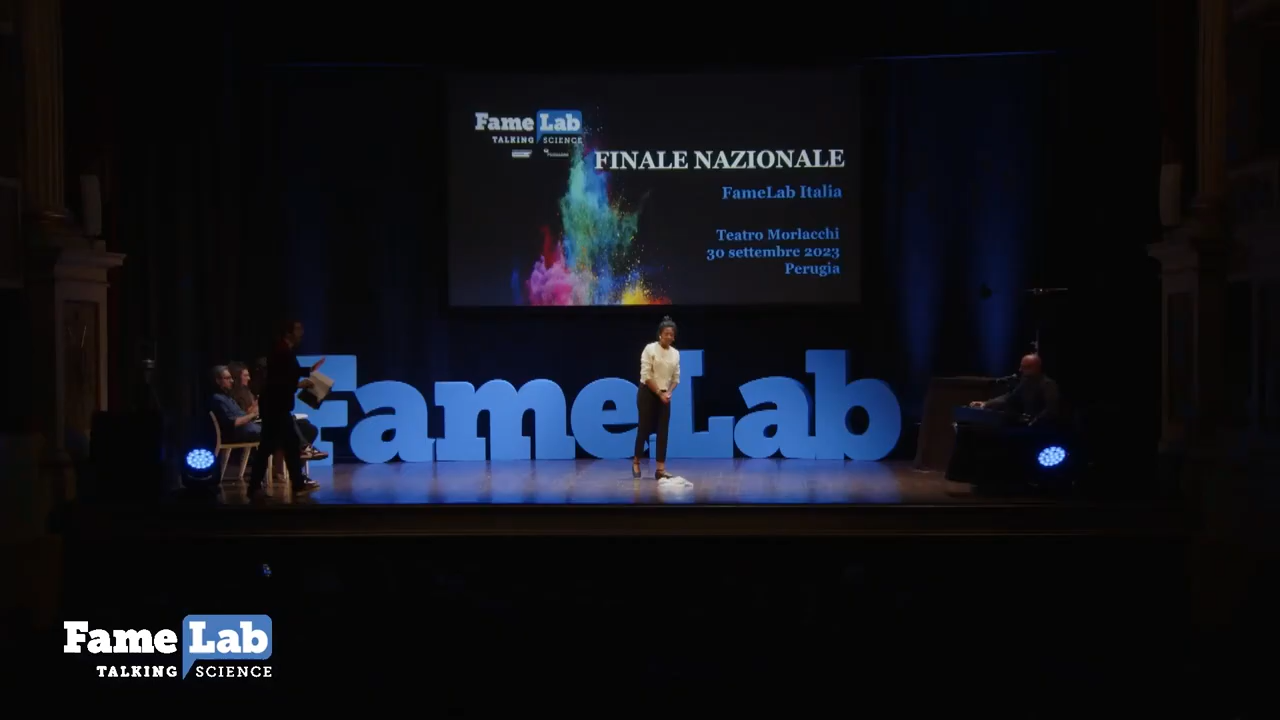 Fame Lab
TALKING SCIENCE
FINALE NAZIONALE
FameLab Italia
Teatro Morlacchi
30 settembre 2023
Perugia
FameLab
Fame Lab
TALKING SCIENCE